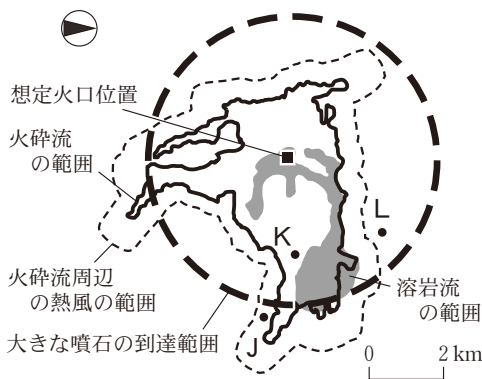 想定火口位置
火砕流
の範囲
L
K
火砕流周辺
の熱風の範囲
溶岩流
の範囲
大きな噴石の到達範囲
J
0 2 km